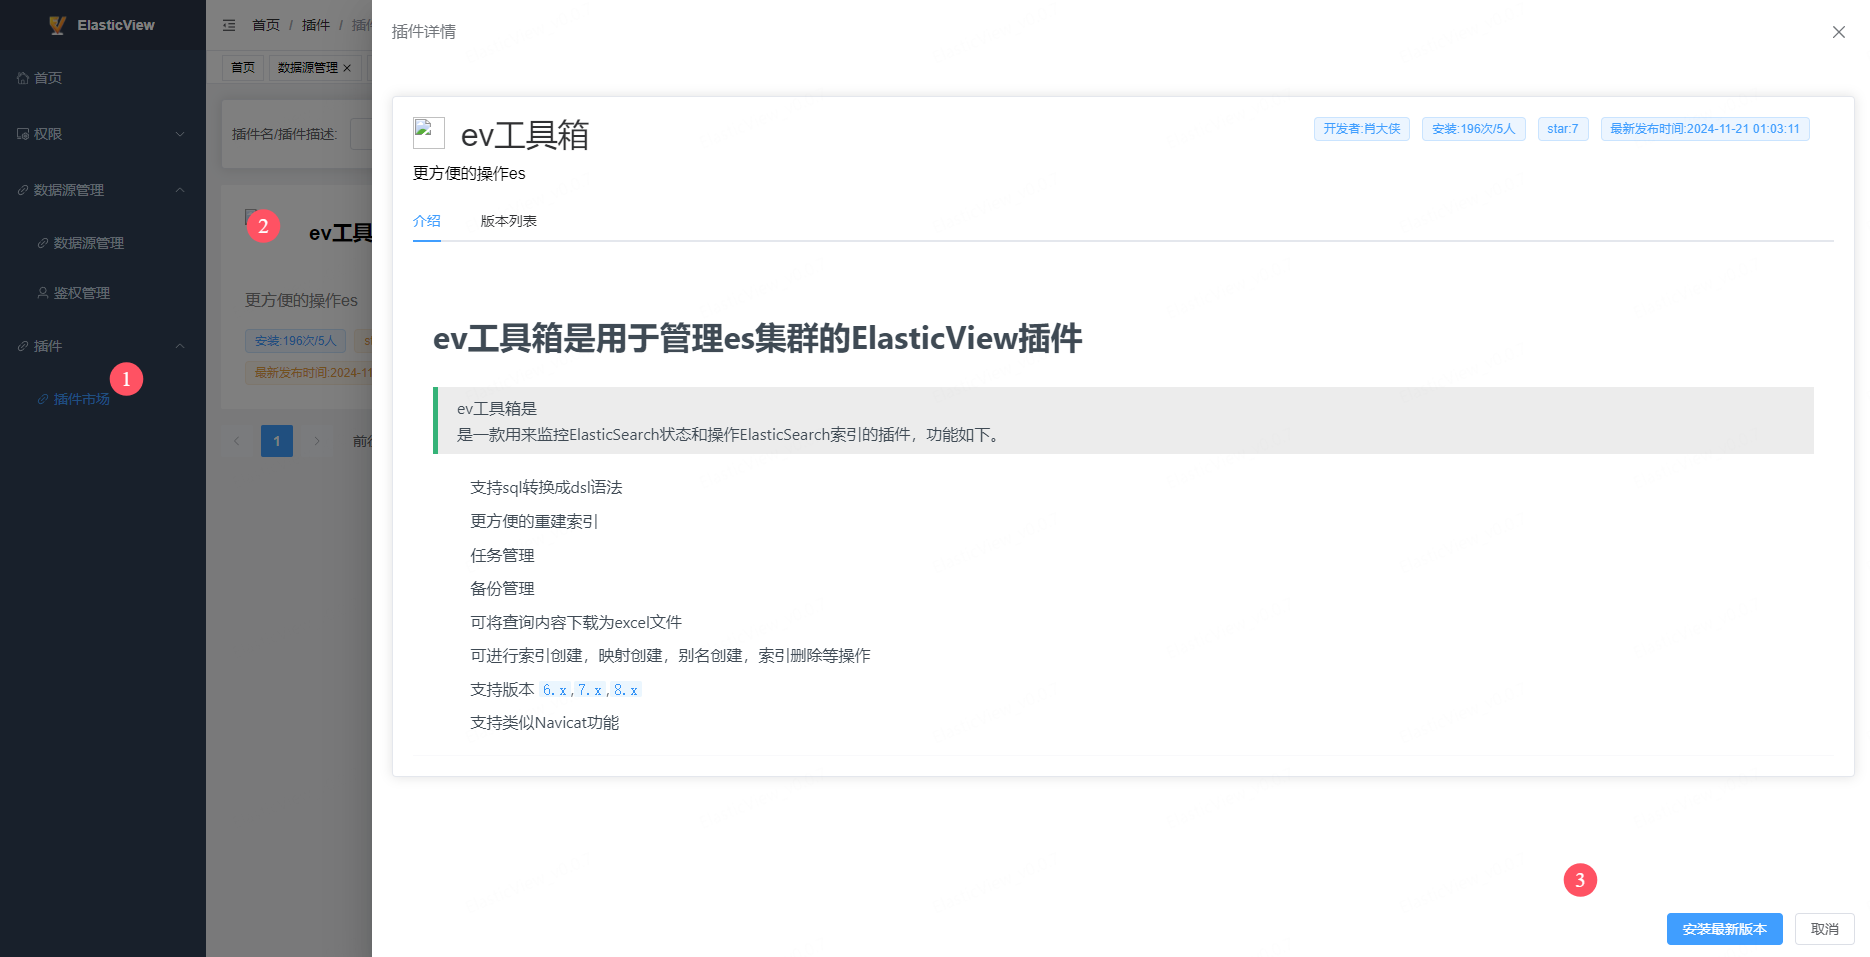 ElasticView
首页
权限
数据源管理
数据源管理
鉴权管理
插件
1
插件市场
首页 / 插件 /
首页
数据源管理 ×
插件名/插件描述:
2
ev工具
更方便的操作es
安装:196次/5人
最新发布时间:2024-11
1
插件详情
ev工具箱
开发者:肖大侠
安装:196次/5人
star:7
最新发布时间:2024-11-21 01:03:11
更方便的操作es
介绍
版本列表
ev工具箱是用于管理es集群的ElasticView插件
ev工具箱是
是一款用来监控ElasticSearch状态和操作ElasticSearch索引的插件，功能如下。
支持sql转换成dsl语法
更方便的重建索引
任务管理
备份管理
可将查询内容下载为excel文件
可进行索引创建，映射创建，别名创建，索引删除等操作
支持版本 6.x,7.x,8.x
支持类似Navicat功能
3
安装最新版本
取消